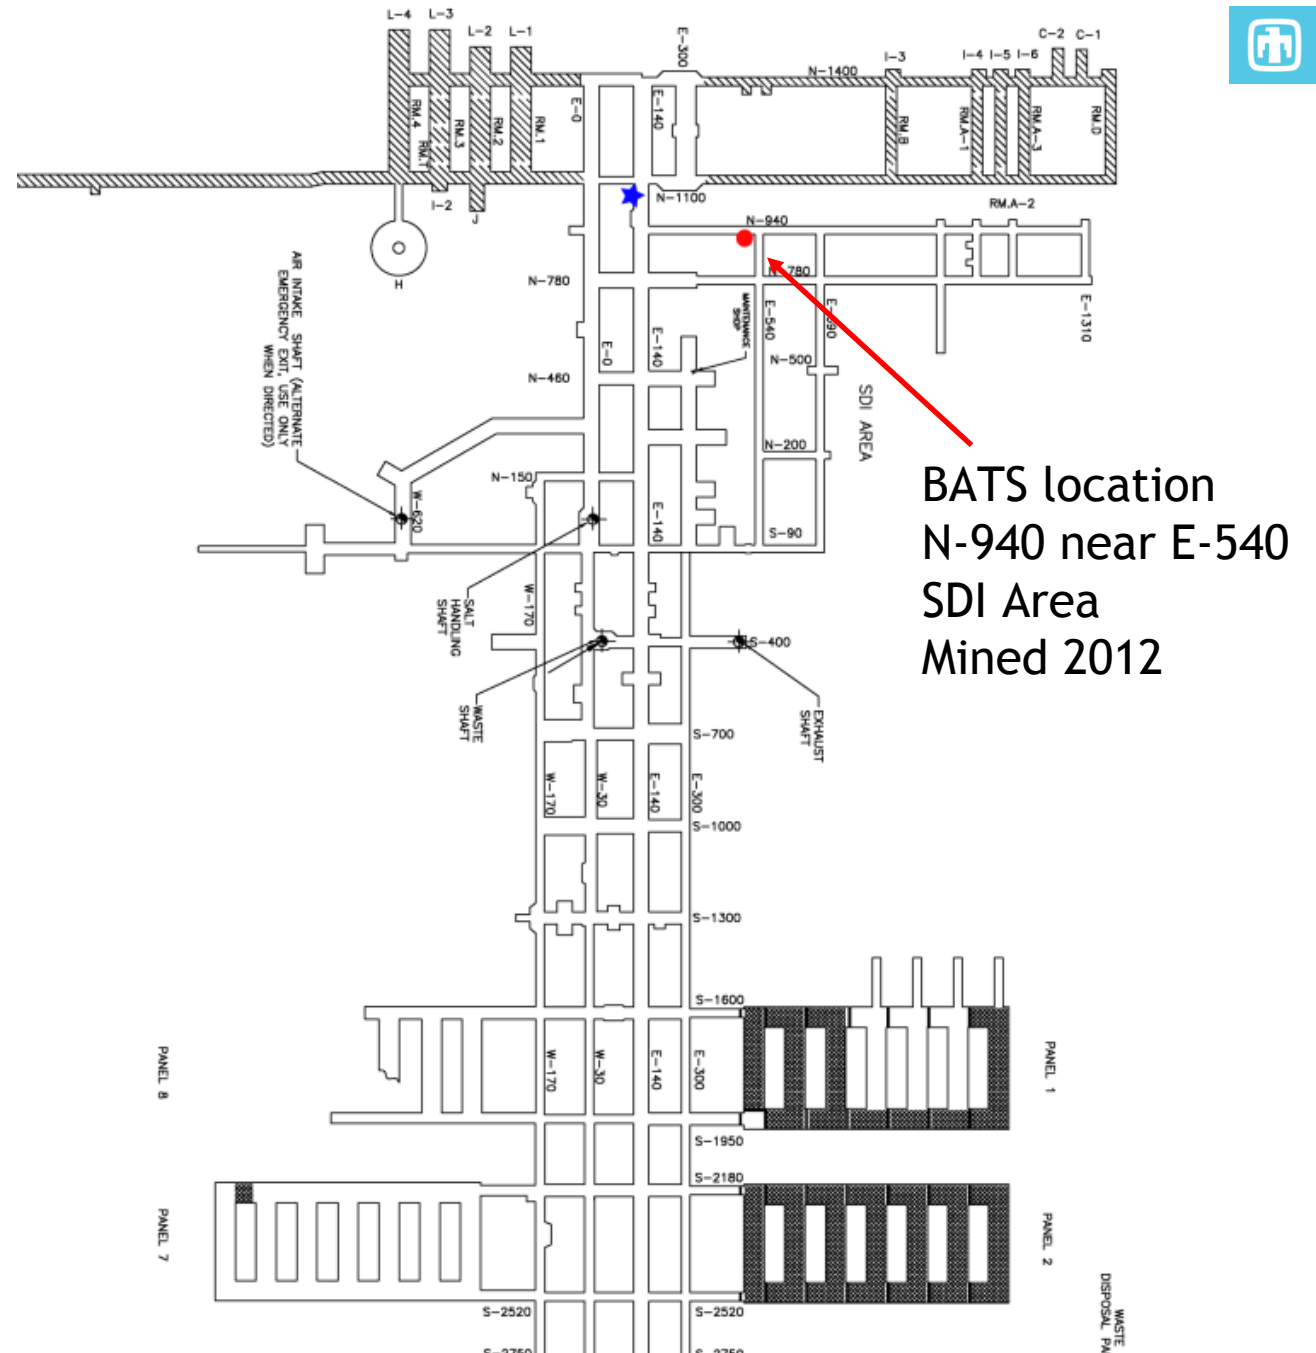 L-4
L-3
L-2
L-1
E-300
C-2
C-1
I-3
I-4
I-5
I-6
N-1400
RM.4
RM.T
RM.3
RM.2
RM.1
E-0
E-140
RM.B
RM.A-1
RM.A-3
RM.D
I-2
J
N-1100
RM.A-2
N-940
H
N-780
N-780
AIR INTAKE SHAFT (ALTERNATE
EMERGENCY EXIT, USE ONLY
WHEN DIRECTED)
MAINTENANCE
SHOP
E-540
E-1310
E-0
E-140
N-500
N-460
SDI AREA
N-200
N-150
W-620
E-140
S-90
BATS location
N-940 near E-540
SDI Area
Mined 2012
SALT
HANDLING
SHAFT
W-170
S-400
WASTE
SHAFT
EXHAUST
SHAFT
S-700
W-170
W-30
E-140
E-300
S-1000
S-1300
S-1600
PANEL 8
W-170
W-30
E-140
E-300
PANEL 1
S-1950
S-2180
PANEL 7
PANEL 2
S-2520
S-2520
WASTE
DISPOSAL
S-2750